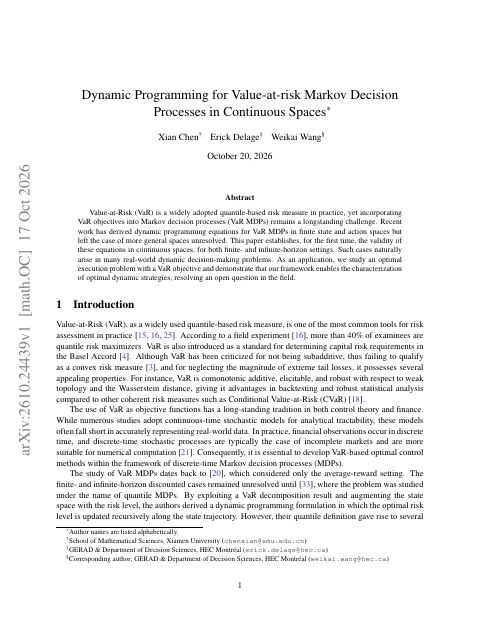 Dynamic Programming for Value-at-risk Markov Decision
Processes in Continuous Spaces*
Xian Chen† Erick Delage‡ Weikai Wang§
October 20, 2026
Abstract
Value-at-Risk (VaR) is a widely adopted quantile-based risk measure in practice, yet incorporating
VaR objectives into Markov decision processes (VaR MDPs) remains a longstanding challenge. Recent
work has derived dynamic programming equations for VaR MDPs in finite state and action spaces but
left the case of more general spaces unresolved. This paper establishes, for the first time, the validity of
these equations in continuous spaces, for both finite- and infinite-horizon settings. Such cases naturally
arise in many real-world dynamic decision-making problems. As an application, we study an optimal
execution problem with a VaR objective and demonstrate that our framework enables the characterization
of optimal dynamic strategies, resolving an open question in the field.
1 Introduction
Value-at-Risk (VaR), as a widely used quantile-based risk measure, is one of the most common tools for risk
assessment in practice [15, 16, 25]. According to a field experiment [16], more than 40% of examinees are
quantile risk maximizers. VaR is also introduced as a standard for determining capital risk requirements in
the Basel Accord [4]. Although VaR has been criticized for not being subadditive, thus failing to qualify
as a convex risk measure [3], and for neglecting the magnitude of extreme tail losses, it possesses several
appealing properties. For instance, VaR is comonotonic additive, elicitable, and robust with respect to weak
topology and the Wasserstein distance, giving it advantages in backtesting and robust statistical analysis
compared to other coherent risk measures such as Conditional Value-at-Risk (CVaR) [18].
The use of VaR as objective functions has a long-standing tradition in both control theory and finance.
While numerous studies adopt continuous-time stochastic models for analytical tractability, these models
often fall short in accurately representing real-world data. In practice, financial observations occur in discrete
time, and discrete-time stochastic processes are typically the case of incomplete markets and are more
suitable for numerical computation [21]. Consequently, it is essential to develop VaR-based optimal control
methods within the framework of discrete-time Markov decision processes (MDPs).
The study of VaR MDPs dates back to [20], which considered only the average-reward setting. The
finite- and infinite-horizon discounted cases remained unresolved until [33], where the problem was studied
under the name of quantile MDPs. By exploiting a VaR decomposition result and augmenting the state
space with the risk level, the authors derived a dynamic programming formulation in which the optimal risk
level is updated recursively along the state trajectory. However, their quantile definition gave rise to several
*Author names are listed alphabetically.
†School of Mathematical Sciences, Xiamen University (chenxian@xmu.edu.cn)
‡GERAD & Department of Decision Sciences, HEC Montréal (erick.delage@hec.ca)
§Corresponding author; GERAD & Department of Decision Sciences, HEC Montréal (weikai.wang@hec.ca)
1
arXiv:2610.24439v1 [math.OC] 17 Oct 2026